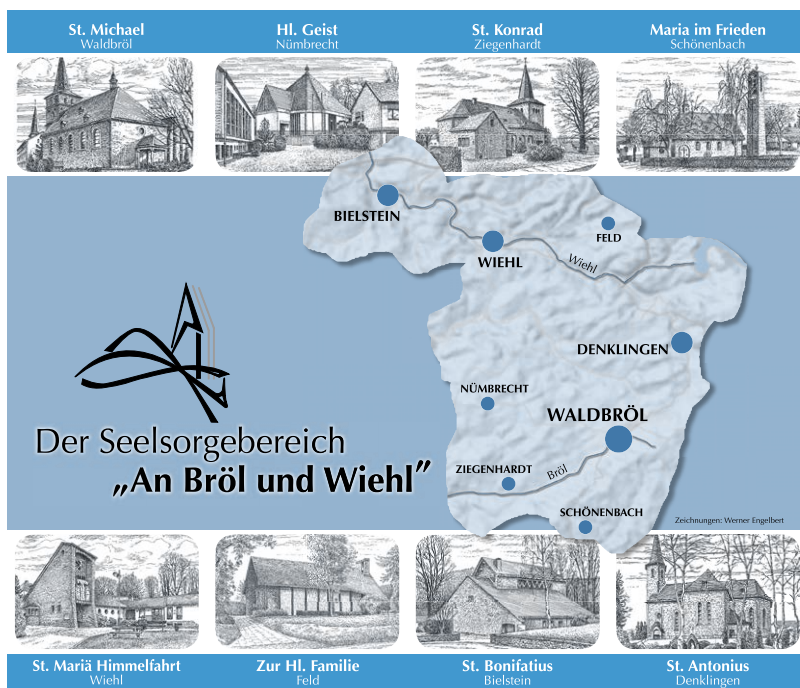 St. Michael
Waldbröl
Hl. Geist
Nümbrecht
St. Konrad
Ziegenhardt
Maria im Frieden
Schönenbach
BIELSTEIN
WIEHL
FELD
Wiehl
DENKLINGEN
NÜMBRECHT
WALDBRÖL
ZIEGENHARDT
Bröl
SCHÖNENBACH
Der Seelsorgebereich
„An Bröl und Wiehl”
Zeichnungen: Werner Engelbert
St. Mariä Himmelfahrt
Wiehl
Zur Hl. Familie
Feld
St. Bonifatius
Bielstein
St. Antonius
Denklingen